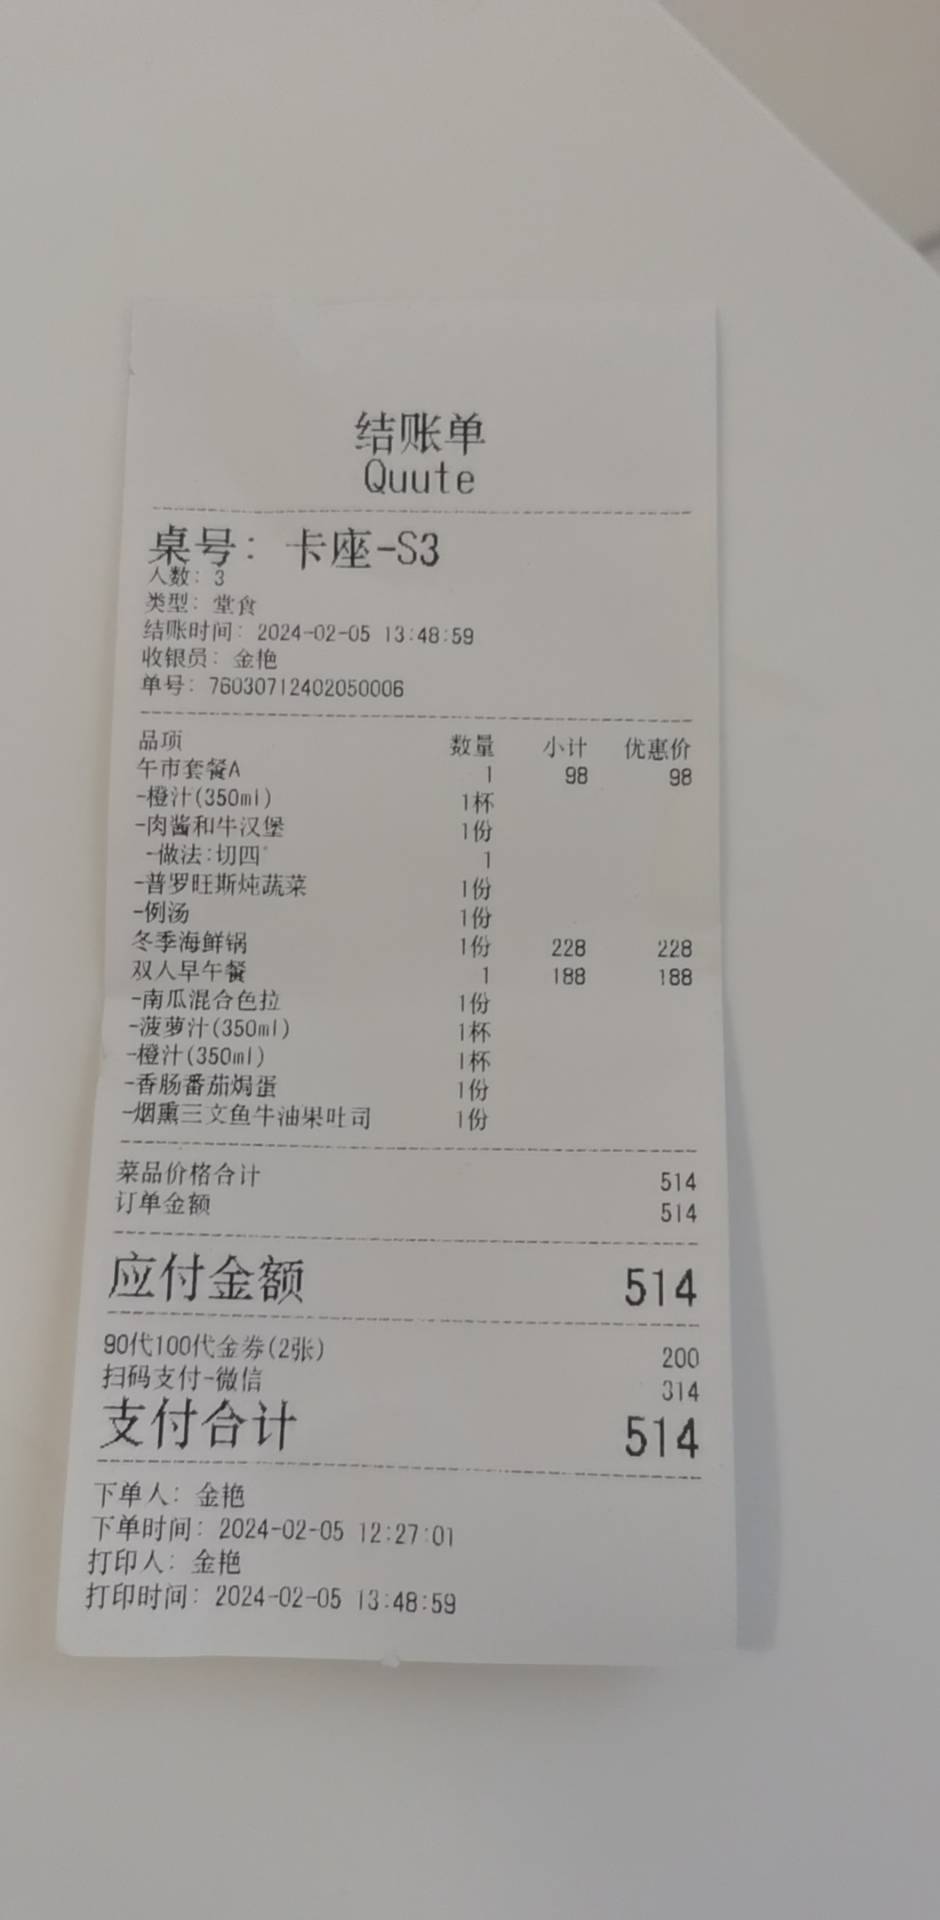 结账单
Quute
桌号: 卡座-S3
人数: 3
类型: 堂食
结账时间: 2024-02-05 13:48:59
收银员: 金艳
单号: 76030712402050006
品项 数量 小计 优惠价
午市套餐A 1 98 98
-橙汁(350ml) 1杯
-肉酱和牛汉堡 1份
-做法:切四 1
-普罗旺斯炖蔬菜 1份
-例汤 1份
冬季海鲜锅 1份 228 228
双人早午餐 1 188 188
-南瓜混合色拉 1份
-菠萝汁(350ml) 1杯
-橙汁(350ml) 1杯
-香肠番茄焗蛋 1份
-烟熏三文鱼牛油果吐司 1份
菜品价格合计 514
订单金额 514
应付金额 514
90代100代金券(2张) 200
扫码支付-微信 314
支付合计 514
下单人: 金艳
下单时间: 2024-02-05 12:27:01
打印人: 金艳
打印时间: 2024-02-05 13:48:59